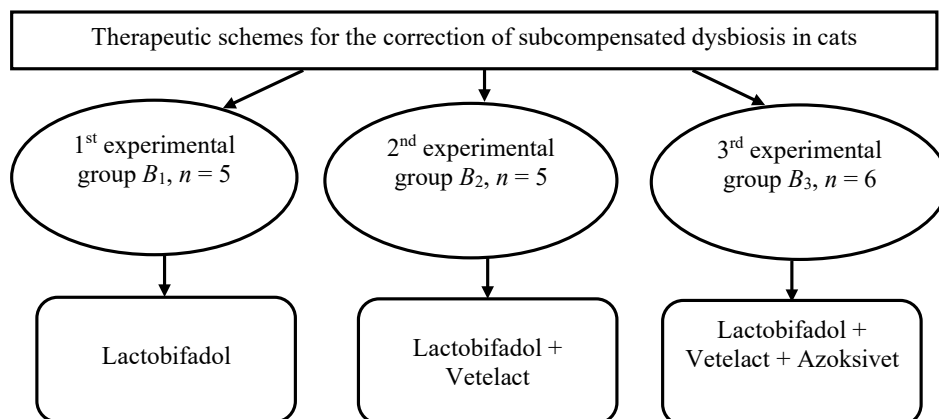 Therapeutic schemes for the correction of subcompensated dysbiosis in cats
1st experimental
group B1, n = 5
2nd experimental
group B2, n = 5
3rd experimental
group B3, n = 6
Lactobifadol
Lactobifadol +
Vetelact
Lactobifadol +
Vetelact + Azoksivet